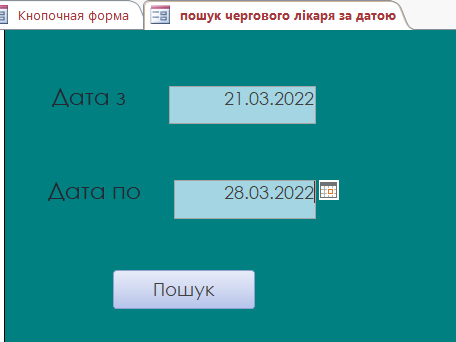 Кнопочная форма
пошук чергового лікаря за датою
Дата з
21.03.2022
Дата по
28.03.2022
Пошук